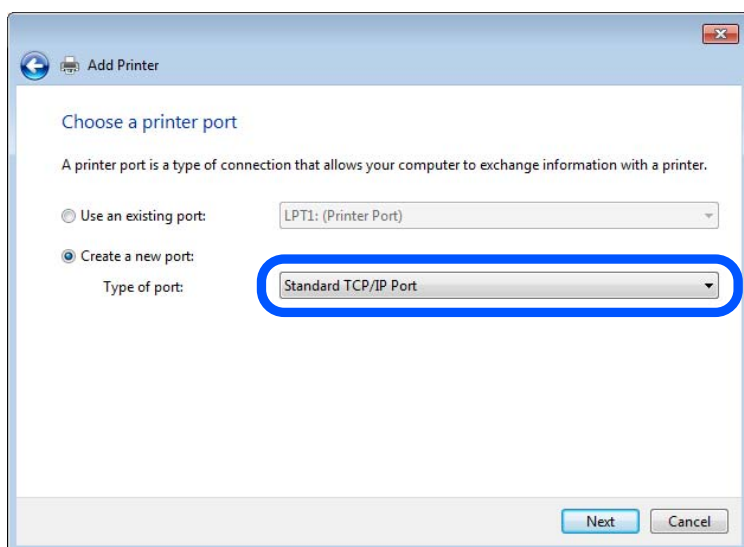 Add Printer
Choose a printer port
A printer port is a type of connection that allows your computer to exchange information with a printer.
Use an existing port: LPT1: (Printer Port)
Create a new port:
Type of port: Standard TCP/IP Port
Next Cancel